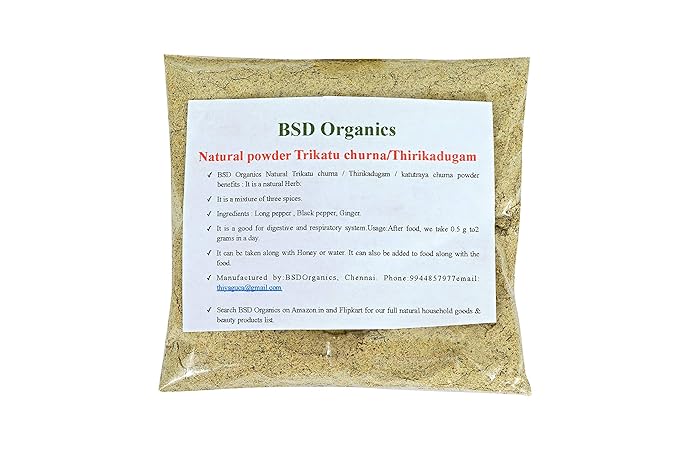 BSD Organics
Natural powder Trikatu churna/Thirikadugam
✓ BSD Organics Natural Trikatu churna / Thirikadugam / katutraya churna powder
benefits : It is a natural Herb:
✓ It is a mixture of three spices.
✓ Ingredients : Long pepper , Black pepper, Ginger.
✓ It is a good for digestive and respiratory system.Usage:After food, we take 0.5 g to2
grams in a day.
✓ It can be taken along with Honey or water. It can also be added to food along with the
food.
✓ Manufactured by:BSDOrganics, Chennai. Phone:9944857977email:
thiyagucs@gmail.com
✓ Search BSD Organics on Amazon.in and Flipkart for our full natural household goods &
beauty products list.